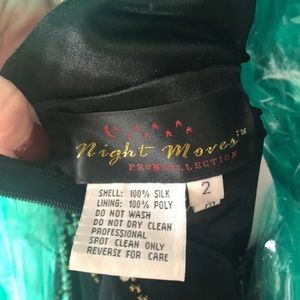 Night Moves™
PROM COLLECTION
SHELL: 100% SILK
LINING: 100% POLY
DO NOT WASH
DO NOT DRY CLEAN
PROFESSIONAL
SPOT CLEAN ONLY
REVERSE FOR CARE
2